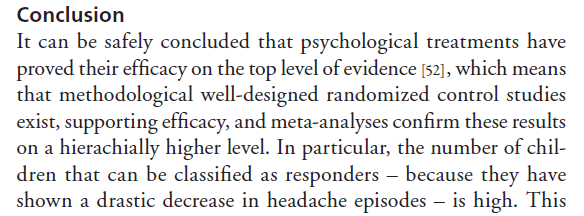 Conclusion
It can be safely concluded that psychological treatments have
proved their efficacy on the top level of evidence [52], which means
that methodological well-designed randomized control studies
exist, supporting efficacy, and meta-analyses confirm these results
on a hierachially higher level. In particular, the number of chil-
dren that can be classified as responders – because they have
shown a drastic decrease in headache episodes – is high. This